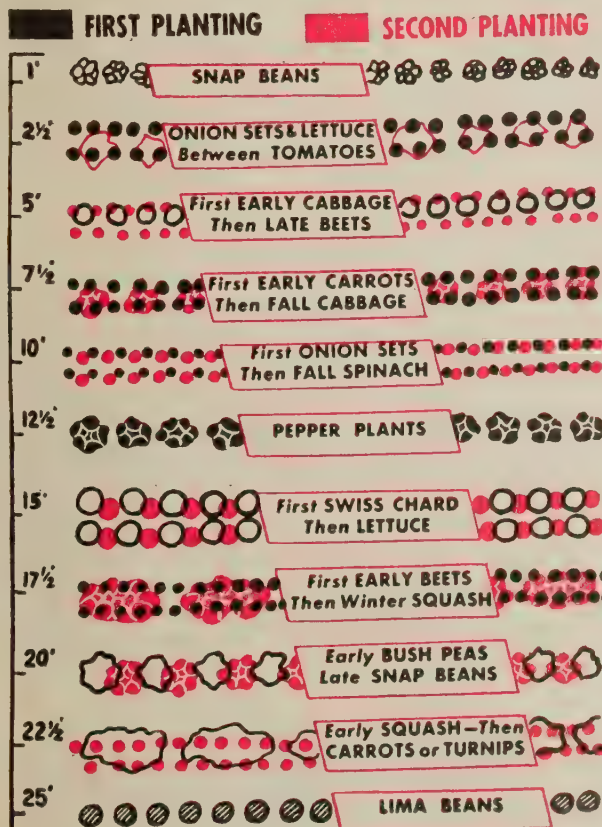 FIRST PLANTING
SECOND PLANTING
1'
SNAP BEANS
2½'
ONION SETS & LETTUCE
Between TOMATOES
5'
First EARLY CABBAGE
Then LATE BEETS
7½'
First EARLY CARROTS
Then FALL CABBAGE
10'
First ONION SETS
Then FALL SPINACH
12½'
PEPPER PLANTS
15'
First SWISS CHARD
Then LETTUCE
17½'
First EARLY BEETS
Then Winter SQUASH
20'
Early BUSH PEAS
Late SNAP BEANS
22½'
Early SQUASH—Then
CARROTS or TURNIPS
25'
LIMA BEANS